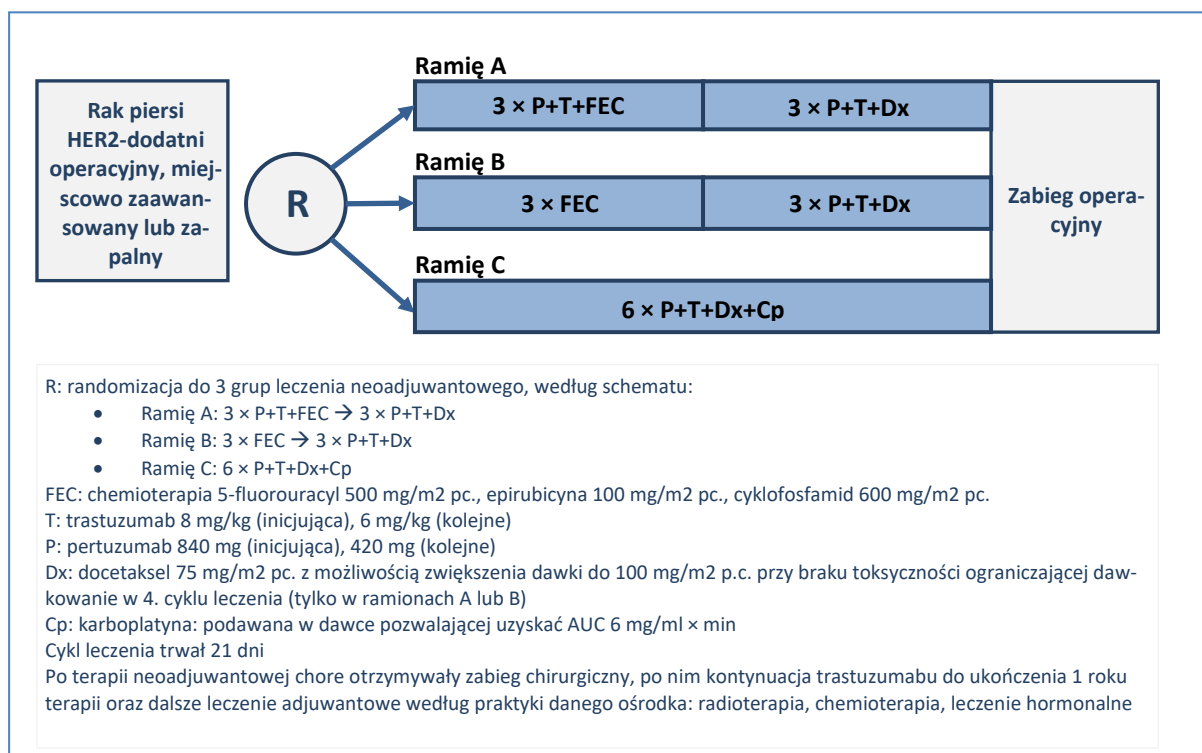 Rak piersi
HER2-dodatni
operacyjny, miej-
scowo zaawan-
sowany lub za-
palny
R
Ramię A
3 × P+T+FEC
3 × P+T+Dx
Ramię B
3 × FEC
3 × P+T+Dx
Ramię C
6 × P+T+Dx+Cp
Zabieg opera-
cyjny
R: randomizacja do 3 grup leczenia neoadjuwantowego, według schematu:
• Ramię A: 3 × P+T+FEC → 3 × P+T+Dx
• Ramię B: 3 × FEC → 3 × P+T+Dx
• Ramię C: 6 × P+T+Dx+Cp
FEC: chemioterapia 5-fluorouracyl 500 mg/m2 pc., epirubicyna 100 mg/m2 pc., cyklofosfamid 600 mg/m2 pc.
T: trastuzumab 8 mg/kg (inicjująca), 6 mg/kg (kolejne)
P: pertuzumab 840 mg (inicjująca), 420 mg (kolejne)
Dx: docetaksel 75 mg/m2 pc. z możliwością zwiększenia dawki do 100 mg/m2 p.c. przy braku toksyczności ograniczającej daw-
kowanie w 4. cyklu leczenia (tylko w ramionach A lub B)
Cp: karboplatyna: podawana w dawce pozwalającej uzyskać AUC 6 mg/ml × min
Cykl leczenia trwał 21 dni
Po terapii neoadjuwantowej chore otrzymywały zabieg chirurgiczny, po nim kontynuacja trastuzumabu do ukończenia 1 roku
terapii oraz dalsze leczenie adjuwantowe według praktyki danego ośrodka: radioterapia, chemioterapia, leczenie hormonalne